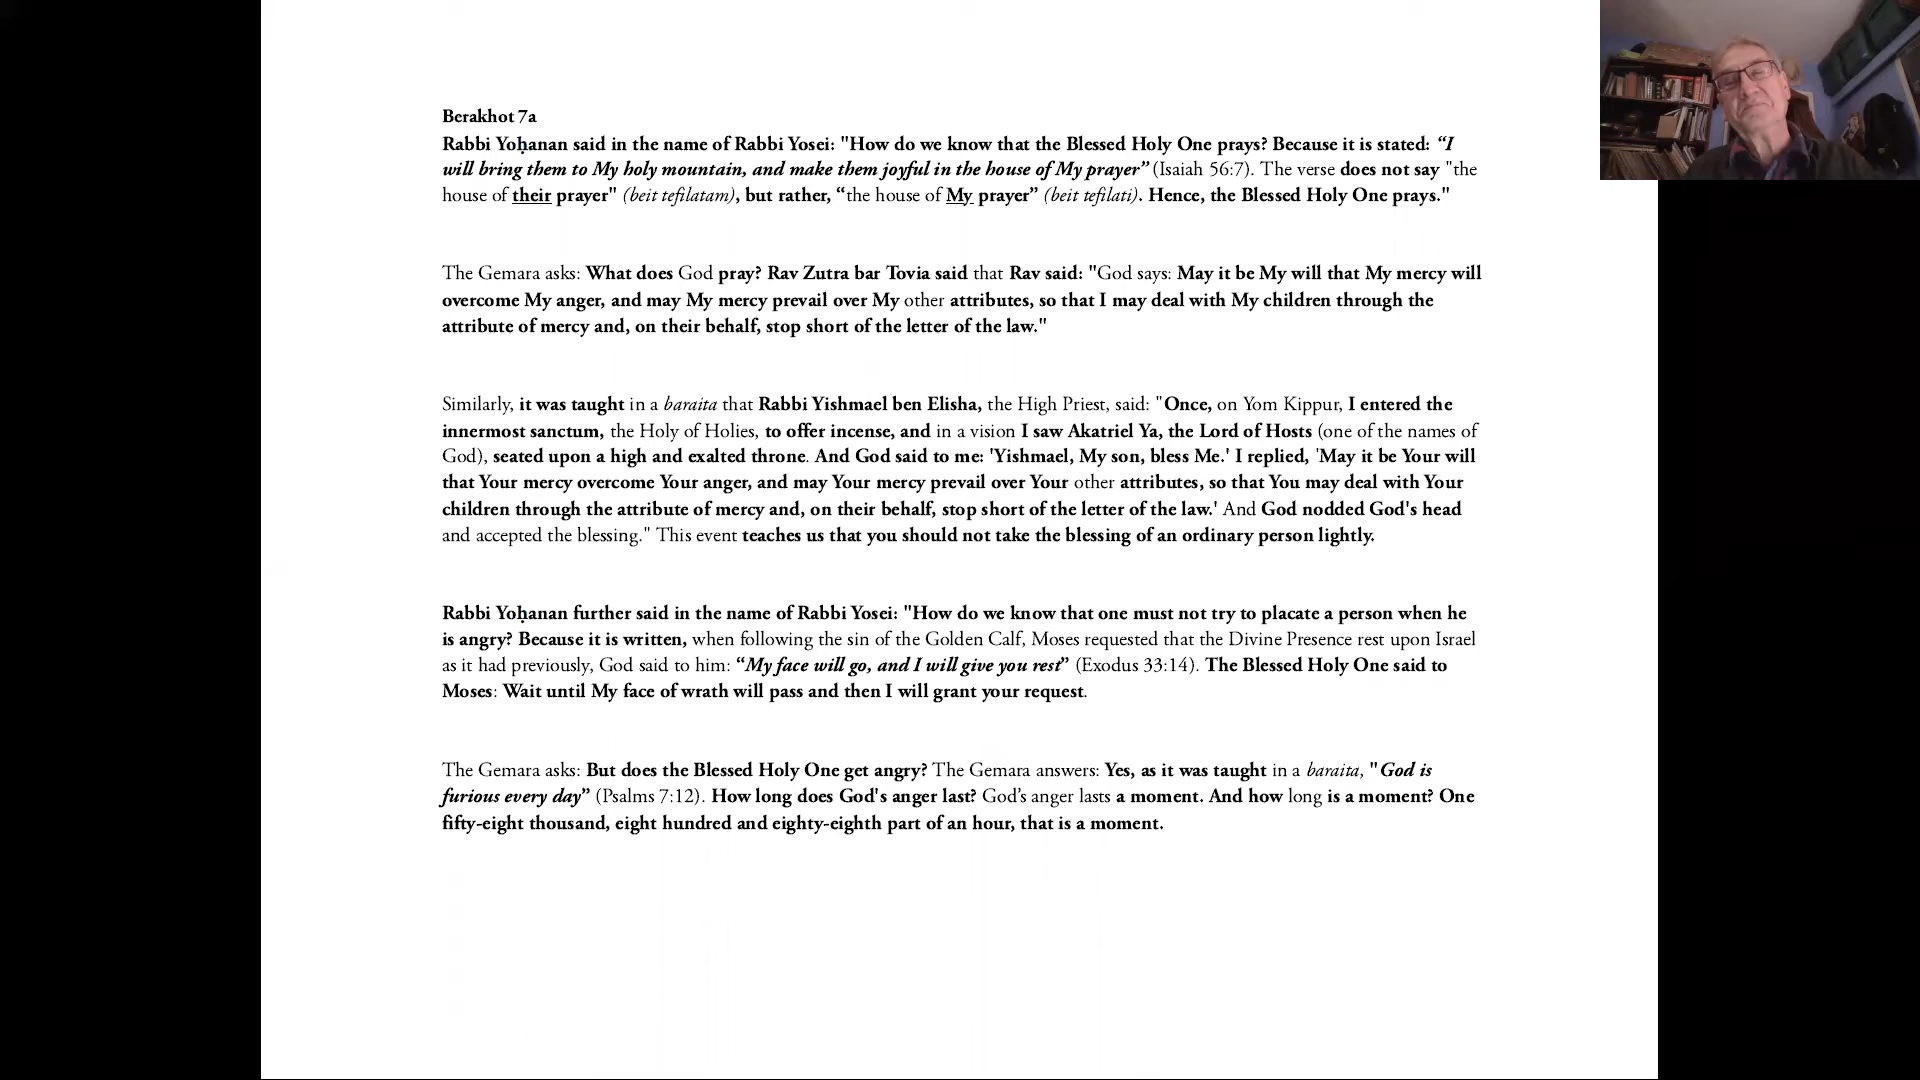 Berakhot 7a
Rabbi Yoḥanan said in the name of Rabbi Yosei: "How do we know that the Blessed Holy One prays? Because it is stated: “I
will bring them to My holy mountain, and make them joyful in the house of My prayer” (Isaiah 56:7). The verse does not say "the
house of their prayer" (beit tefilatam), but rather, “the house of My prayer” (beit tefilati). Hence, the Blessed Holy One prays."
The Gemara asks: What does God pray? Rav Zutra bar Tovia said that Rav said: "God says: May it be My will that My mercy will
overcome My anger, and may My mercy prevail over My other attributes, so that I may deal with My children through the
attribute of mercy and, on their behalf, stop short of the letter of the law."
Similarly, it was taught in a baraita that Rabbi Yishmael ben Elisha, the High Priest, said: "Once, on Yom Kippur, I entered the
innermost sanctum, the Holy of Holies, to offer incense, and in a vision I saw Akatriel Ya, the Lord of Hosts (one of the names of
God), seated upon a high and exalted throne. And God said to me: 'Yishmael, My son, bless Me.' I replied, 'May it be Your will
that Your mercy overcome Your anger, and may Your mercy prevail over Your other attributes, so that You may deal with Your
children through the attribute of mercy and, on their behalf, stop short of the letter of the law.' And God nodded God's head
and accepted the blessing." This event teaches us that you should not take the blessing of an ordinary person lightly.
Rabbi Yoḥanan further said in the name of Rabbi Yosei: "How do we know that one must not try to placate a person when he
is angry? Because it is written, when following the sin of the Golden Calf, Moses requested that the Divine Presence rest upon Israel
as it had previously, God said to him: “My face will go, and I will give you rest” (Exodus 33:14). The Blessed Holy One said to
Moses: Wait until My face of wrath will pass and then I will grant your request.
The Gemara asks: But does the Blessed Holy One get angry? The Gemara answers: Yes, as it was taught in a baraita, "God is
furious every day” (Psalms 7:12). How long does God's anger last? God’s anger lasts a moment. And how long is a moment? One
fifty-eight thousand, eight hundred and eighty-eighth part of an hour, that is a moment.